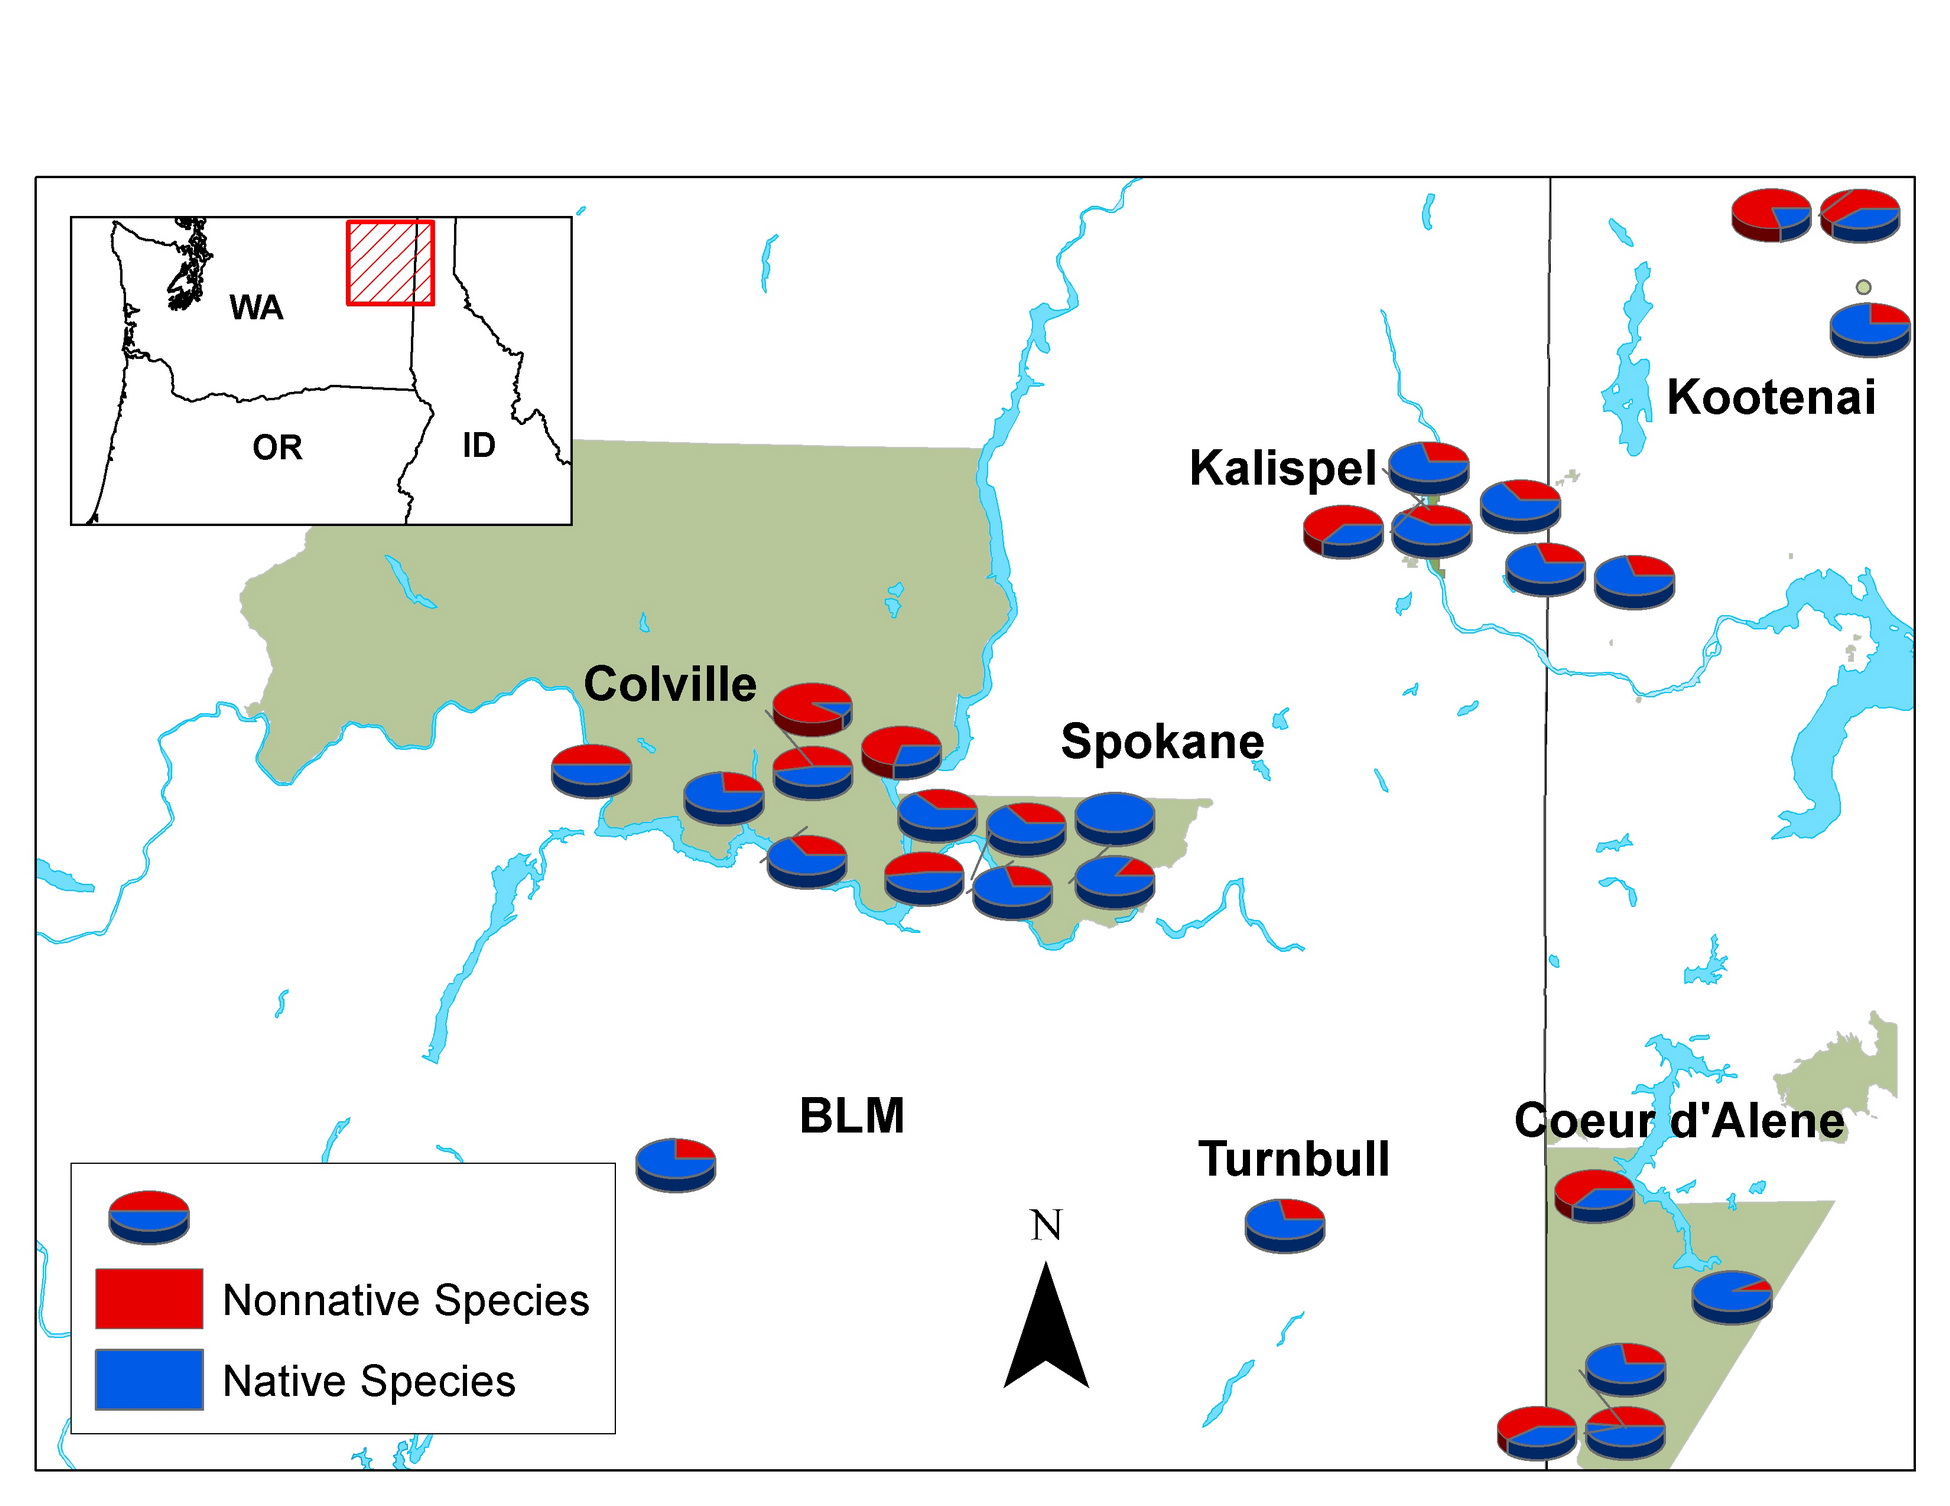 WA
OR
ID
Kootenai
Kalispel
Colville
Spokane
BLM
Coeur d'Alene
Turnbull
N
Nonnative Species
Native Species